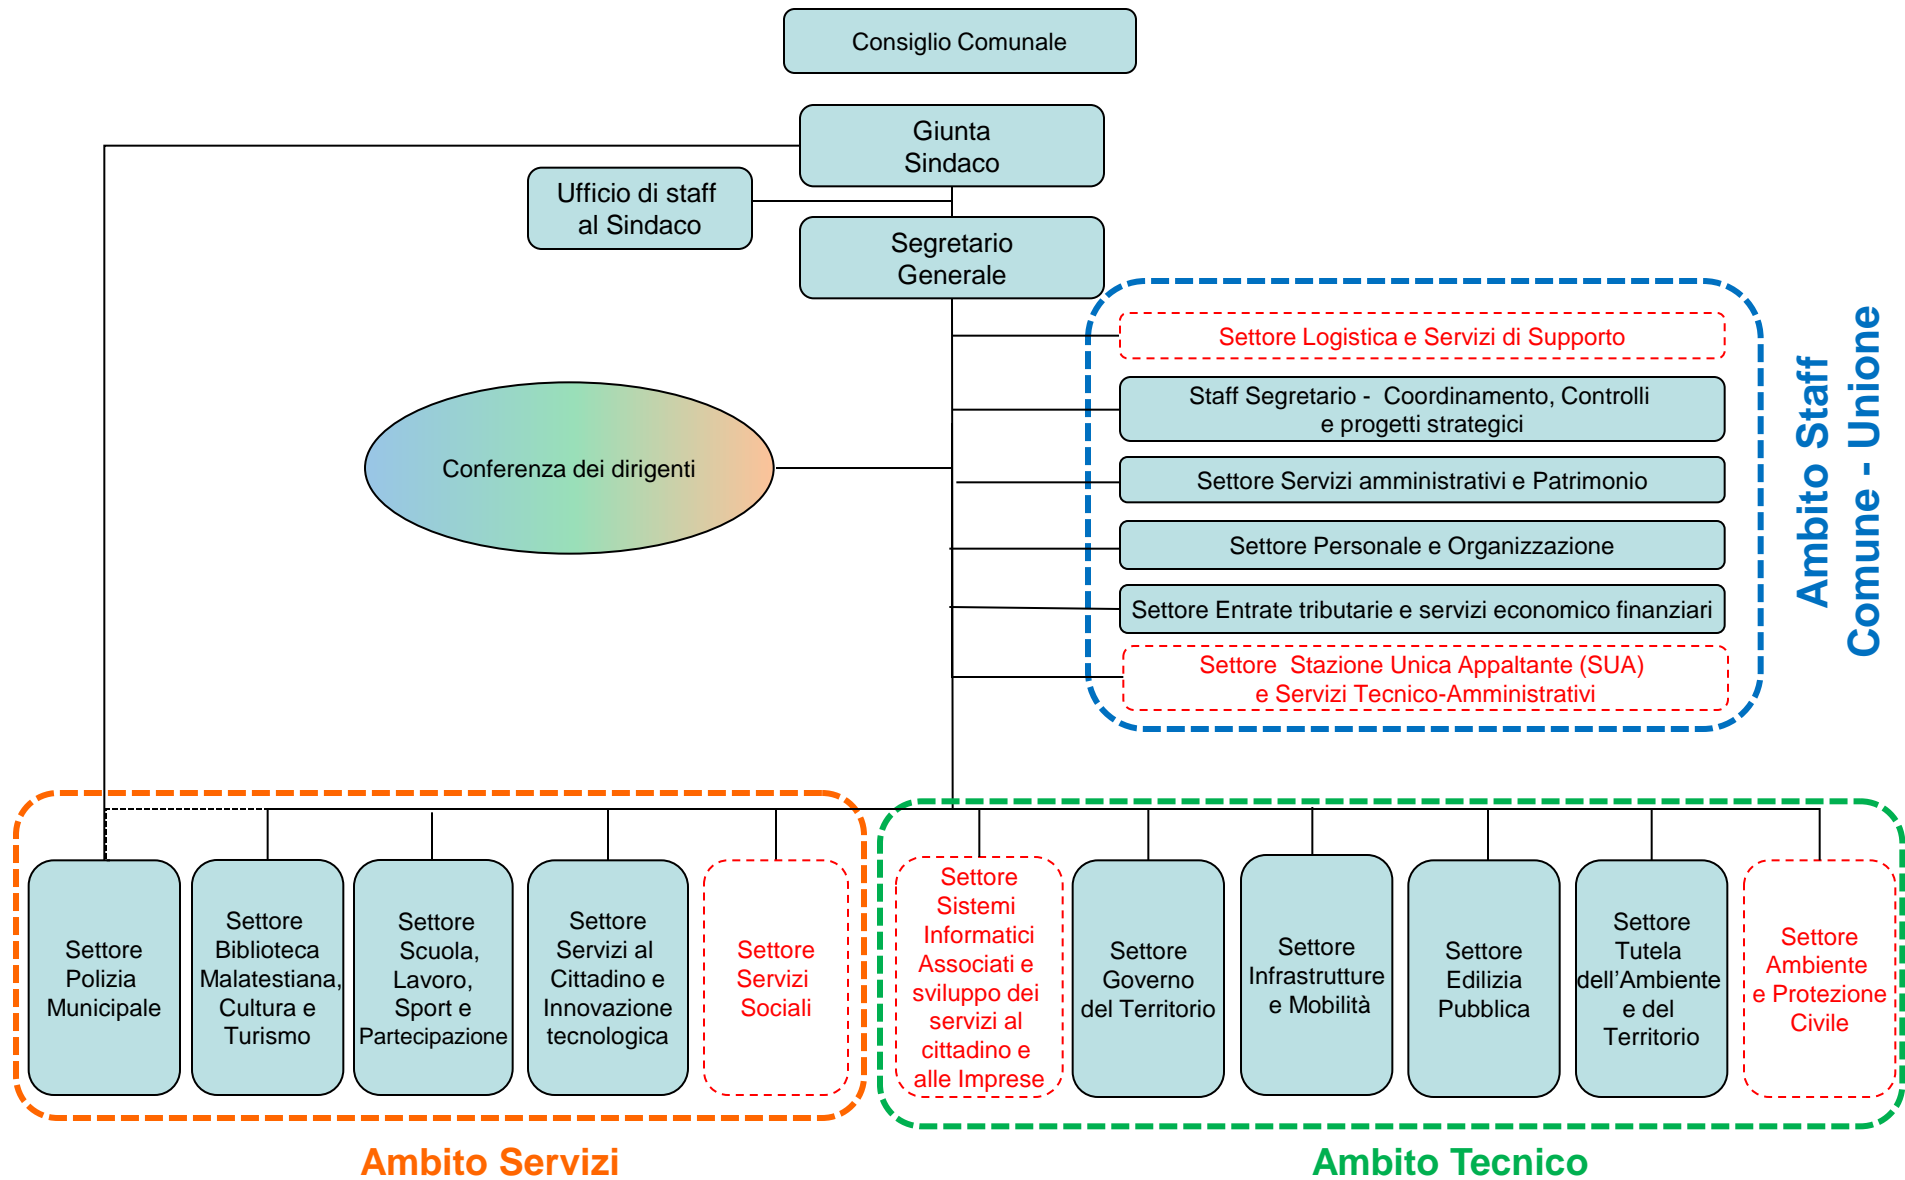 Consiglio Comunale
Giunta
Sindaco
Ufficio di staff
al Sindaco
Segretario
Generale
Settore Logistica e Servizi di Supporto
Staff Segretario - Coordinamento, Controlli
e progetti strategici
Settore Servizi amministrativi e Patrimonio
Settore Personale e Organizzazione
Settore Entrate tributarie e servizi economico finanziari
Settore Stazione Unica Appaltante (SUA)
e Servizi Tecnico-Amministrativi
Ambito Staff
Comune - Unione
Conferenza dei dirigenti
Settore
Polizia
Municipale
Settore
Biblioteca
Malatestiana,
Cultura e
Turismo
Settore
Scuola,
Lavoro,
Sport e
Partecipazione
Settore
Servizi al
Cittadino e
Innovazione
tecnologica
Settore
Servizi
Sociali
Settore
Sistemi
Informatici
Associati e
sviluppo dei
servizi al
cittadino e
alle Imprese
Settore
Governo
del Territorio
Settore
Infrastrutture
e Mobilità
Settore
Edilizia
Pubblica
Settore
Tutela
dell'Ambiente
e del
Territorio
Settore
Ambiente
e Protezione
Civile
Ambito Servizi
Ambito Tecnico